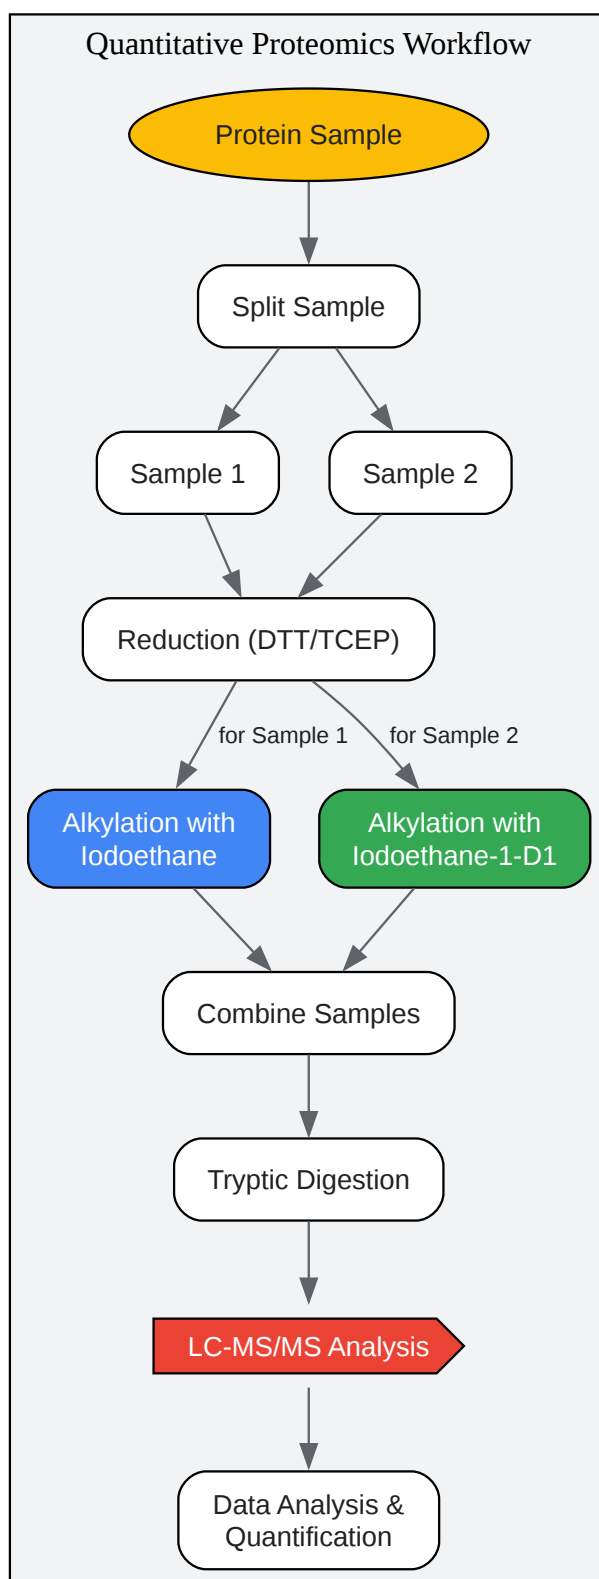 Quantitative Proteomics Workflow
Protein Sample
Split Sample
Sample 1
Sample 2
Reduction (DTT/TCEP)
for Sample 1
for Sample 2
Alkylation with
Iodoethane
Alkylation with
Iodoethane-1-D1
Combine Samples
Tryptic Digestion
LC-MS/MS Analysis
Data Analysis &
Quantification